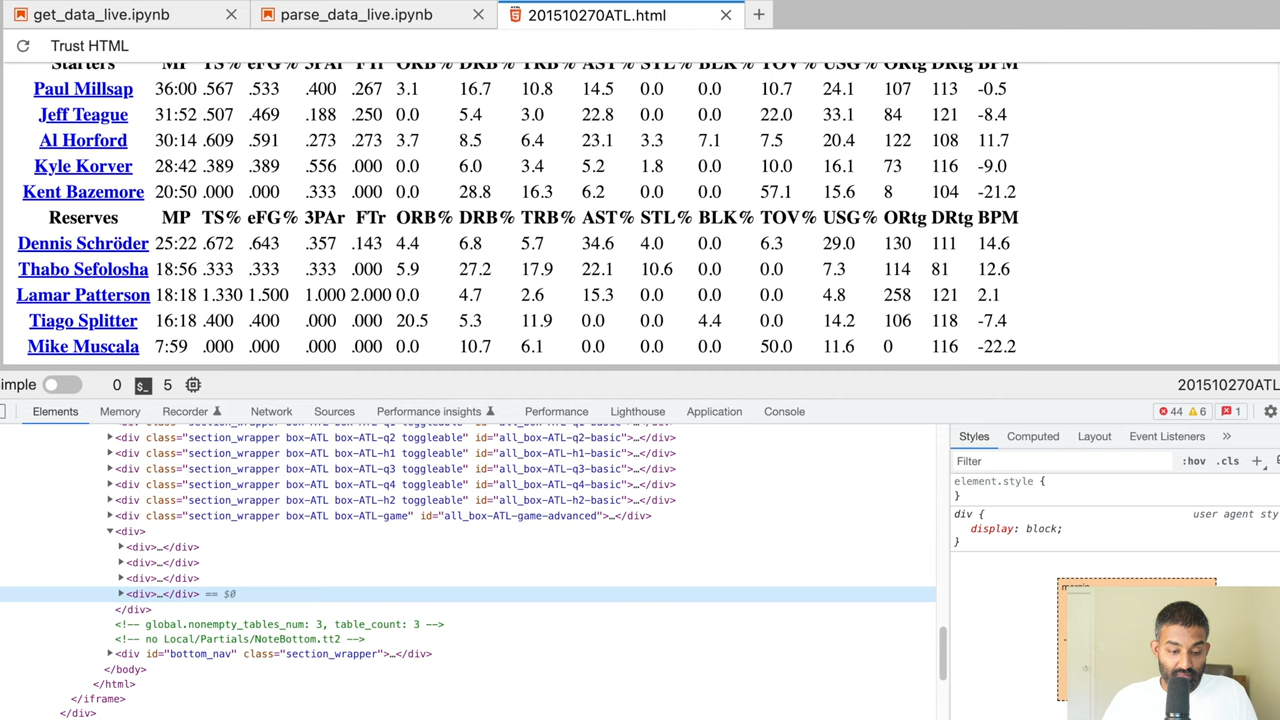 get_data_live.ipynb parse_data_live.ipynb 201510270ATL.html
Trust HTML
Starters MP TS% eFG% 3PAr FTr ORB% DRB% TRB% AST% STL% BLK% TOV% USG% ORtg DRtg BPM
Paul Millsap 36:00 .567 .533 .400 .267 3.1 16.7 10.8 14.5 0.0 0.0 10.7 24.1 107 113 -0.5
Jeff Teague 31:52 .507 .469 .188 .250 0.0 5.4 3.0 22.8 0.0 0.0 22.0 33.1 84 121 -8.4
Al Horford 30:14 .609 .591 .273 .273 3.7 8.5 6.4 23.1 3.3 7.1 7.5 20.4 122 108 11.7
Kyle Korver 28:42 .389 .389 .556 .000 0.0 6.0 3.4 5.2 1.8 0.0 10.0 16.1 73 116 -9.0
Kent Bazemore 20:50 .000 .000 .333 .000 0.0 28.8 16.3 6.2 0.0 0.0 57.1 15.6 8 104 -21.2
Reserves MP TS% eFG% 3PAr FTr ORB% DRB% TRB% AST% STL% BLK% TOV% USG% ORtg DRtg BPM
Dennis Schröder 25:22 .672 .643 .357 .143 4.4 6.8 5.7 34.6 4.0 0.0 6.3 29.0 130 111 14.6
Thabo Sefolosha 18:56 .333 .333 .333 .000 5.9 27.2 17.9 22.1 10.6 0.0 0.0 7.3 114 81 12.6
Lamar Patterson 18:18 1.330 1.500 1.000 2.000 0.0 4.7 2.6 15.3 0.0 0.0 0.0 4.8 258 121 2.1
Tiago Splitter 16:18 .400 .400 .000 .000 20.5 5.3 11.9 0.0 0.0 4.4 0.0 14.2 106 118 -7.4
Mike Muscala 7:59 .000 .000 .000 .000 0.0 10.7 6.1 0.0 0.0 0.0 50.0 11.6 0 116 -22.2
imple 0 $_ 5 201510270ATL
Elements Memory Recorder Network Sources Performance insights Performance Lighthouse Application Console 44 6 1
<div class="section_wrapper box-ATL box-ATL-q1 toggleable" id="all_box-ATL-q1-basic">…</div>
<div class="section_wrapper box-ATL box-ATL-q2 toggleable" id="all_box-ATL-q2-basic">…</div>
<div class="section_wrapper box-ATL box-ATL-h1 toggleable" id="all_box-ATL-h1-basic">…</div>
<div class="section_wrapper box-ATL box-ATL-q3 toggleable" id="all_box-ATL-q3-basic">…</div>
<div class="section_wrapper box-ATL box-ATL-q4 toggleable" id="all_box-ATL-q4-basic">…</div>
<div class="section_wrapper box-ATL box-ATL-h2 toggleable" id="all_box-ATL-h2-basic">…</div>
<div class="section_wrapper box-ATL box-ATL-game" id="all_box-ATL-game-advanced">…</div>
<div>
<div>…</div>
<div>…</div>
<div>…</div>
<div>…</div> == $0
</div>
<!-- global.nonempty_tables_num: 3, table_count: 3 -->
<!-- no Local/Partials/NoteBottom.tt2 -->
<div id="bottom_nav" class="section_wrapper">…</div>
</body>
</html>
</iframe>
</div>
Styles Computed Layout Event Listeners »
Filter :hov .cls +
element.style {
}
div { user agent sty
display: block;
}